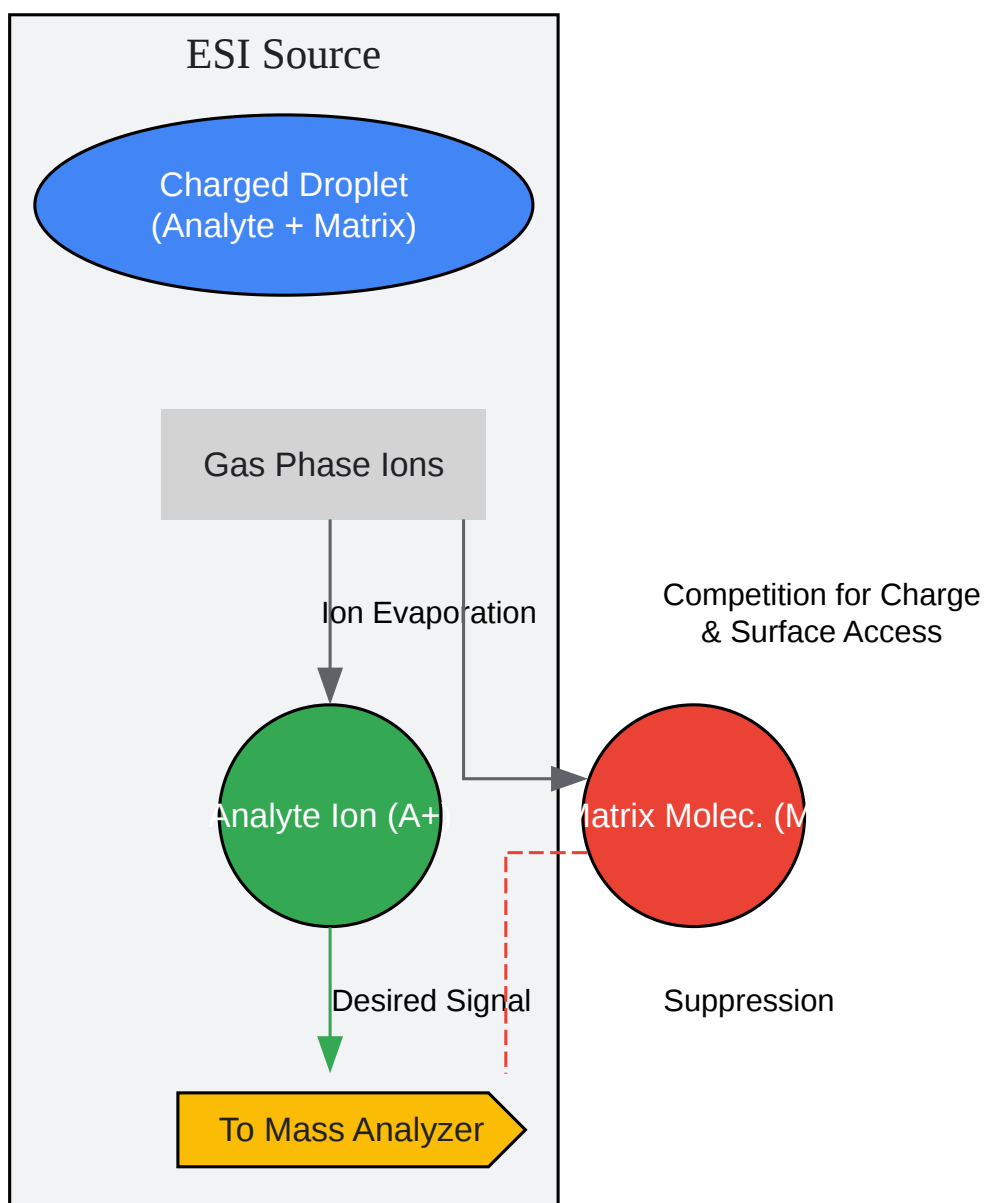 ESI Source
Charged Droplet
(Analyte + Matrix)
Gas Phase Ions
Ion Evaporation
Competition for Charge
& Surface Access
Analyte Ion (A+)
Matrix Molec. (M
Desired Signal
Suppression
To Mass Analyzer